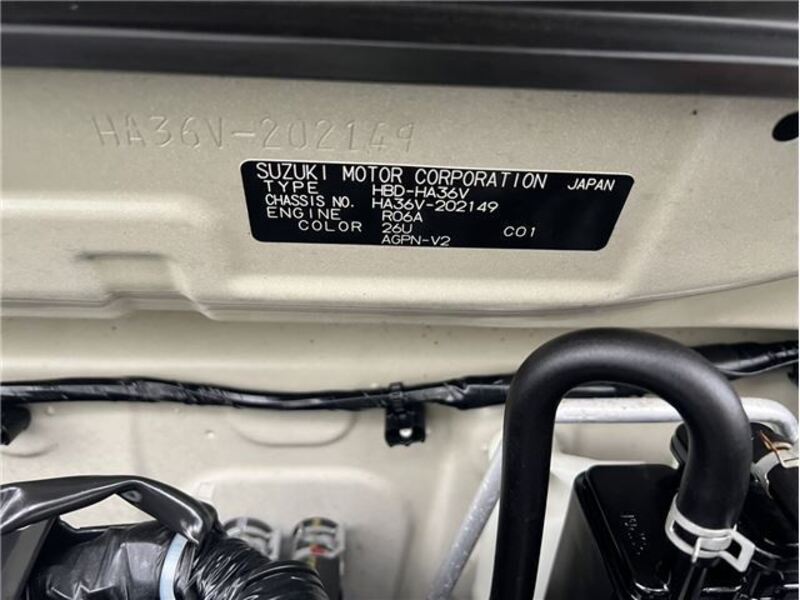 HA36V-202149
SUZUKI MOTOR CORPORATION JAPAN
TYPE HBD-HA36V
CHASSIS NO. HA36V-202149
ENGINE R06A
COLOR 26U C01
AGPN-V2